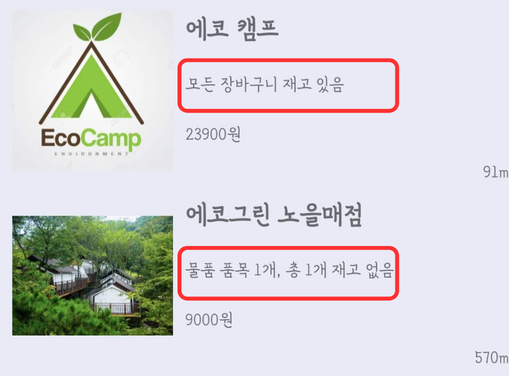 에코 캠프
모든 장바구니 재고 있음
EcoCamp
ENVIRONMENT
23900원
91m
에코그린 노을매점
물품 품목 1개, 총 1개 재고 없음
9000원
570m